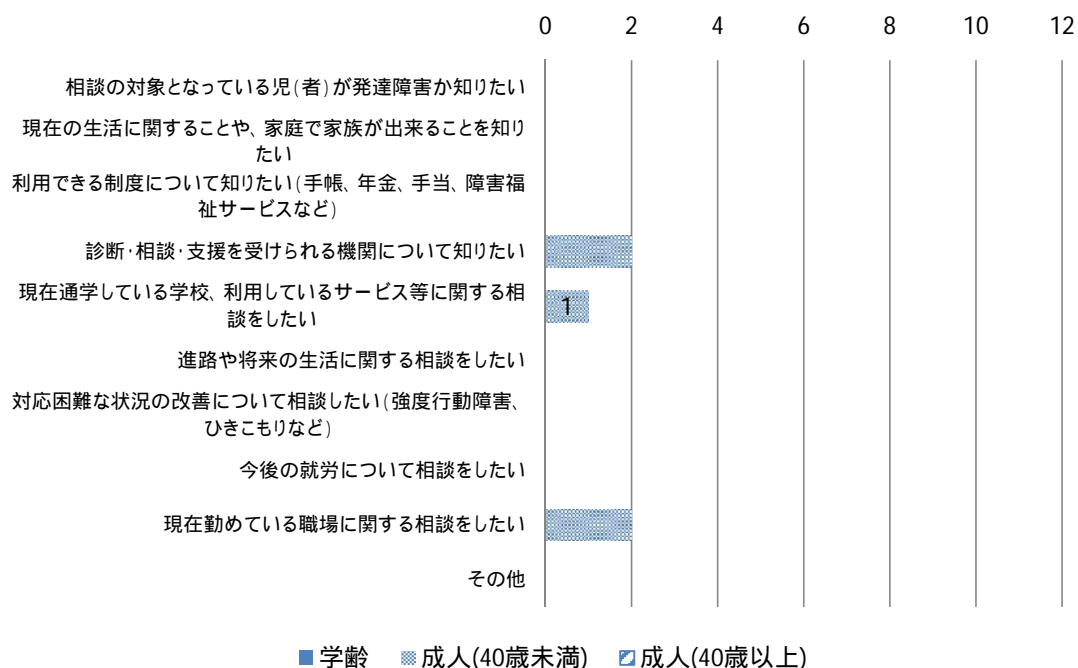 0 2 4 6 8 10 12
相談の対象となっている児(者)が発達障害か知りたい
現在の生活に関することや、家庭で家族が出来ることを知り
たい
利用できる制度について知りたい(手帳、年金、手当、障害福
祉サービスなど)
診断・相談・支援を受けられる機関について知りたい
現在通学している学校、利用しているサービス等に関する相
談をしたい
1
進路や将来の生活に関する相談をしたい
対応困難な状況の改善について相談したい(強度行動障害、
ひきこもりなど)
今後の就労について相談をしたい
現在勤めている職場に関する相談をしたい
その他
学齢 成人(40歳未満) 成人(40歳以上)